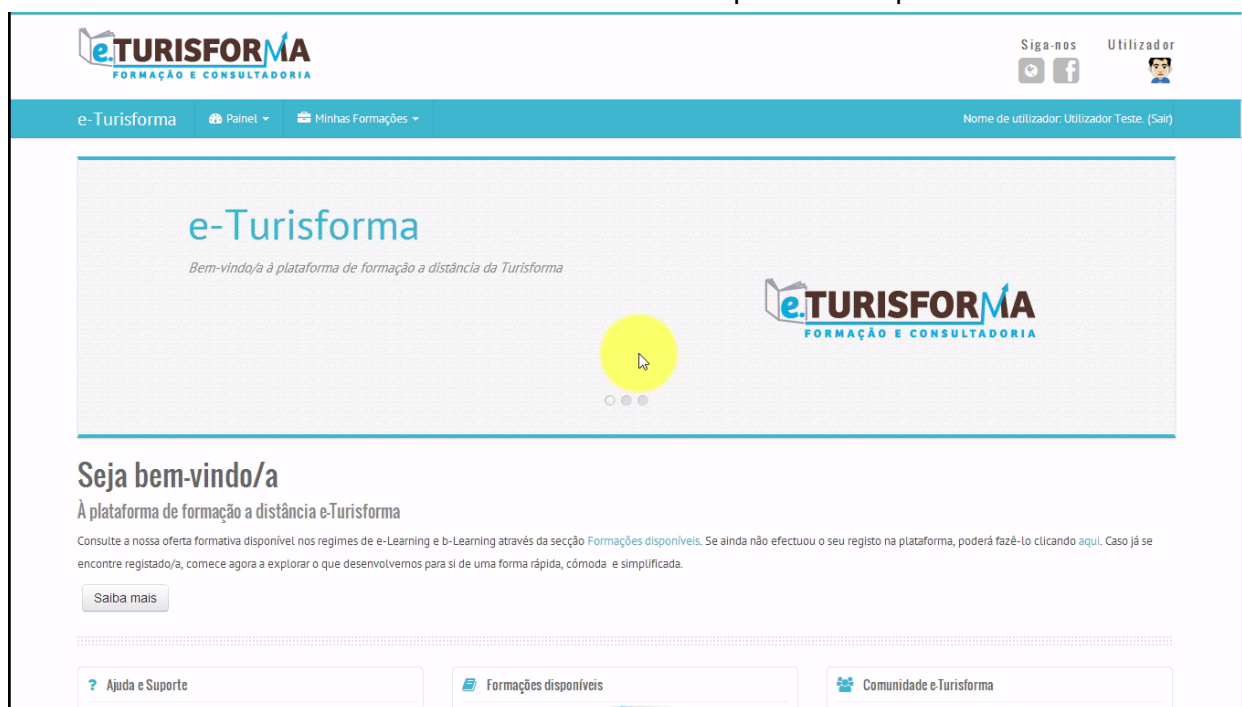 e.TURISFORMA
FORMAÇÃO E CONSULTADORIA
Siga-nos
Utilizador
e-Turisforma
Painel
Minhas Formações
Nome de utilizador: Utilizador Teste. (Sair)
e-Turisforma
Bem-vindo/a à plataforma de formação a distância da Turisforma
e.TURISFORMA
FORMAÇÃO E CONSULTADORIA
Seja bem-vindo/a
À plataforma de formação a distância e-Turisforma
Consulte a nossa oferta formativa disponível nos regimes de e-Learning e b-Learning através da secção Formações disponíveis. Se ainda não efectuou o seu registo na plataforma, poderá fazê-lo clicando aqui. Caso já se
encontre registado/a, comece agora a explorar o que desenvolvemos para si de uma forma rápida, cómoda e simplificada.
Saiba mais
Ajuda e Suporte
Formações disponíveis
Comunidade e-Turisforma